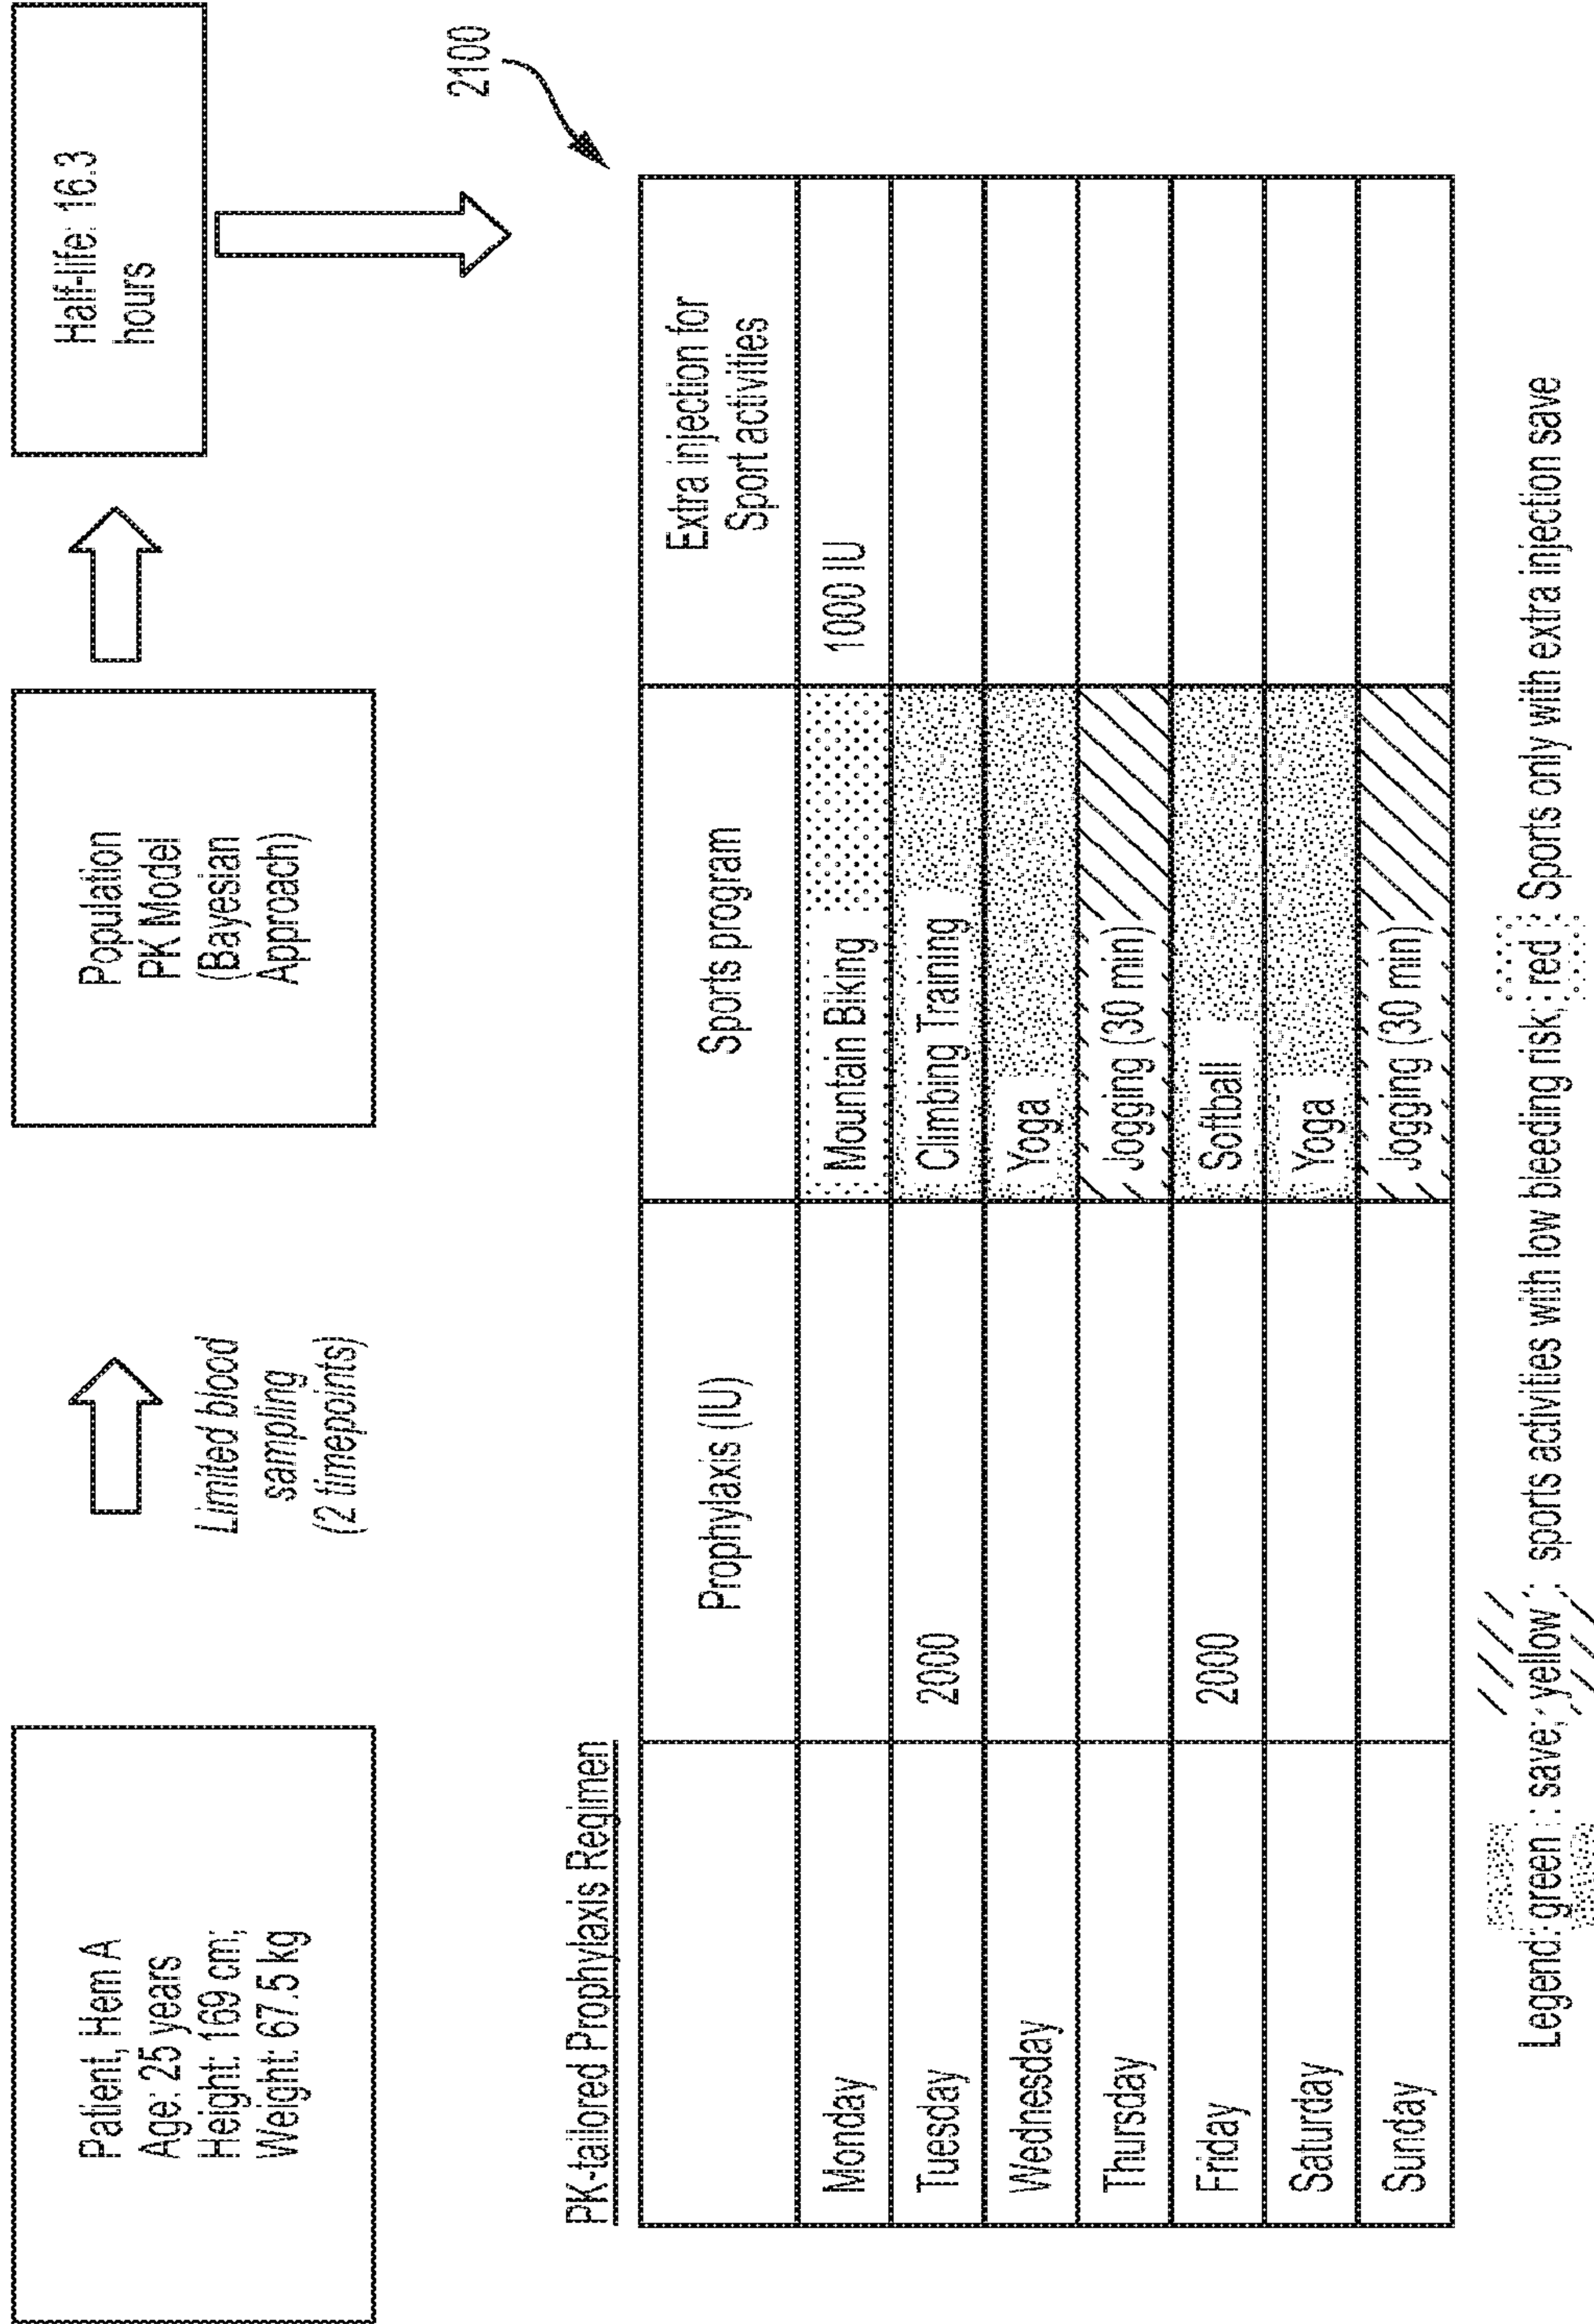 Patient, Hem A
Age: 25 years
Height: 169 cm;
Weight: 67.5 kg
Limited blood
sampling
(2 timepoints)
Population
PK Model
(Bayesian
Approach)
Half-life: 16.3
hours
2100
PK-tailored Prophylaxis Regimen
Prophylaxis (IU)
Sports program
Extra injection for
Sport activities
Monday
Mountain Biking
1000 IU
Tuesday
2000
Climbing Training
Wednesday
Yoga
Thursday
Jogging (30 min)
Friday
2000
Softball
Saturday
Yoga
Sunday
Jogging (30 min)
Legend: green : save; yellow : sports activities with low bleeding risk; red : Sports only with extra injection save